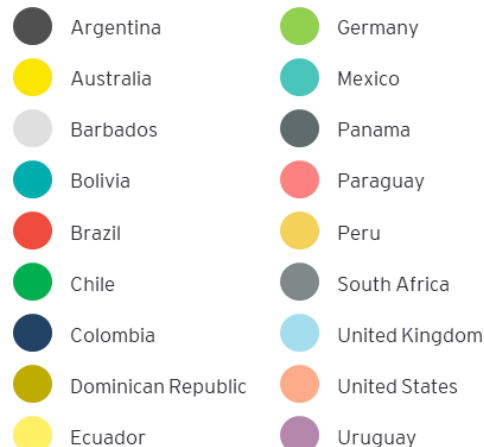 Argentina
Australia
Barbados
Bolivia
Brazil
Chile
Colombia
Dominican Republic
Ecuador
Germany
Mexico
Panama
Paraguay
Peru
South Africa
United Kingdom
United States
Uruguay